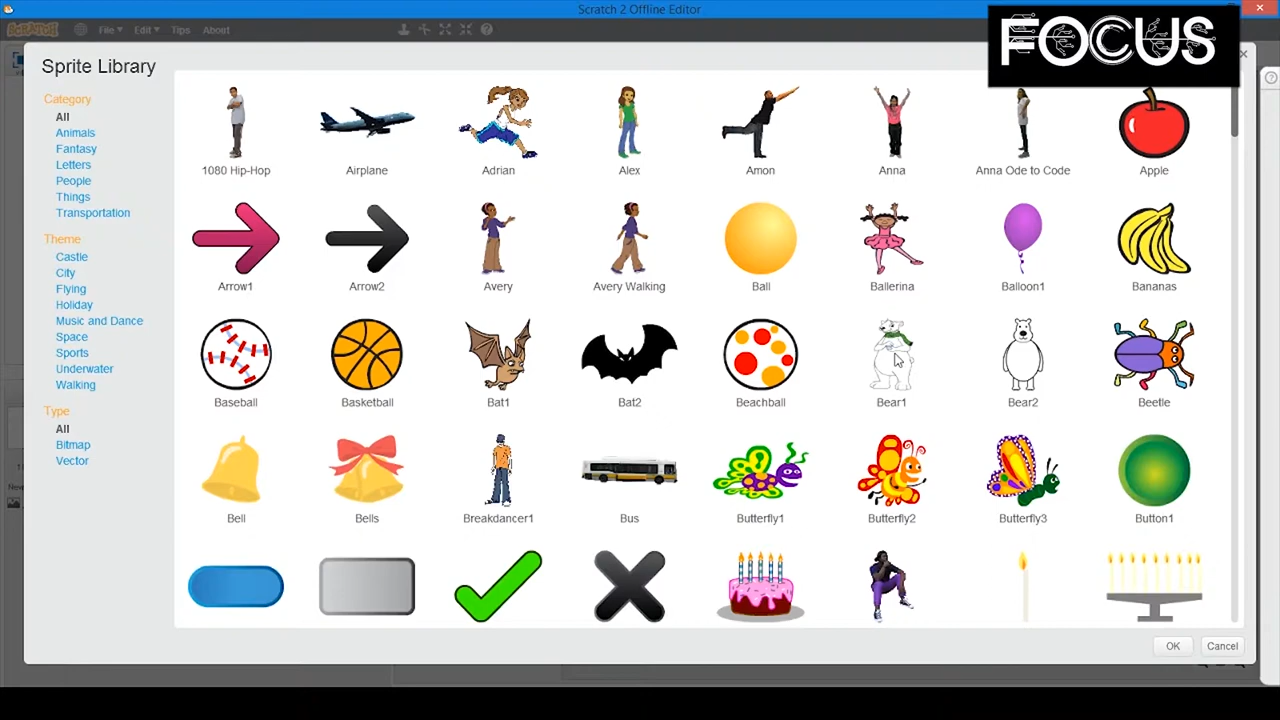 Scratch 2 Offline Editor
SCRATCH File Edit Tips About
FOCUS
Sprite Library
Category
All
Animals
Fantasy
Letters
People
Things
Transportation
Theme
Castle
City
Flying
Holiday
Music and Dance
Space
Sports
Underwater
Walking
Type
All
Bitmap
Vector
1080 Hip-Hop Airplane Adrian Alex Amon Anna Anna Ode to Code Apple
Arrow1 Arrow2 Avery Avery Walking Ball Ballerina Balloon1 Bananas
Baseball Basketball Bat1 Bat2 Beachball Bear1 Bear2 Beetle
Bell Bells Breakdancer1 Bus Butterfly1 Butterfly2 Butterfly3 Button1
OK Cancel